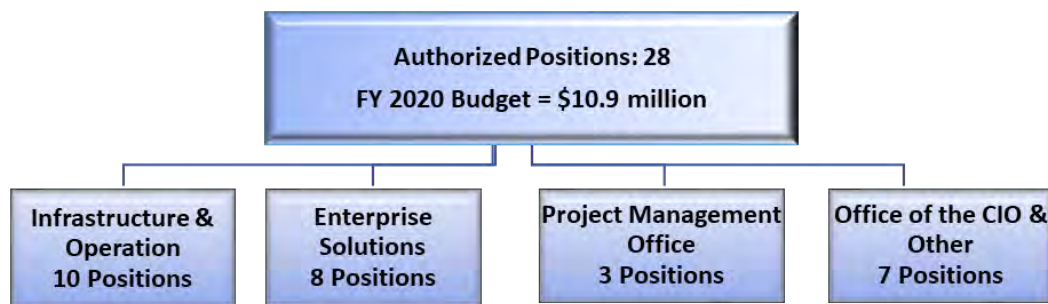 Authorized Positions: 28
FY 2020 Budget = $10.9 million
Infrastructure &
Operation
10 Positions
Enterprise
Solutions
8 Positions
Project Management
Office
3 Positions
Office of the CIO &
Other
7 Positions